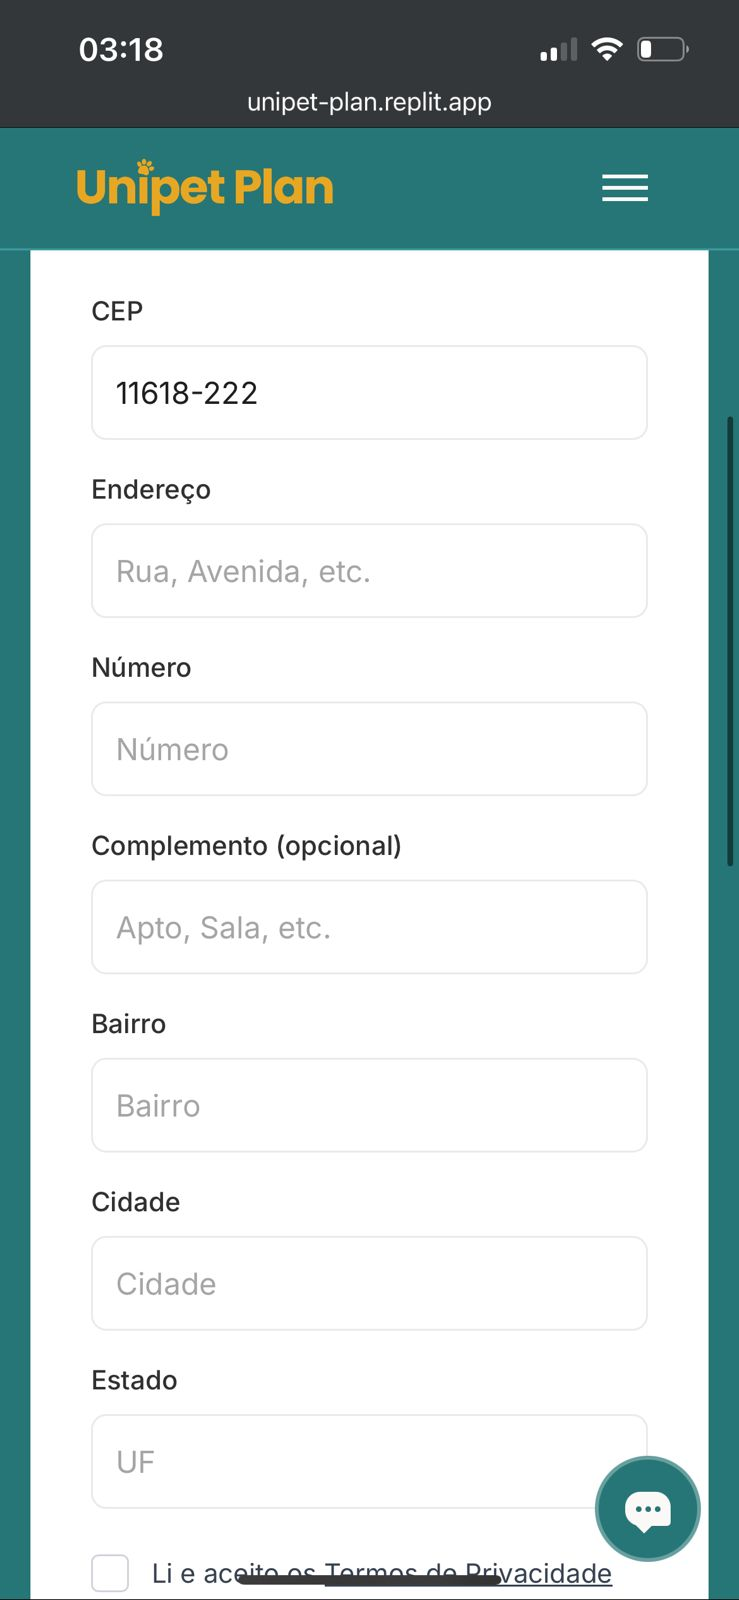 03:18
unipet-plan.replit.app
Unipet Plan
CEP
11618-222
Endereço
Rua, Avenida, etc.
Número
Número
Complemento (opcional)
Apto, Sala, etc.
Bairro
Bairro
Cidade
Cidade
Estado
UF
Li e aceito os Termos de Privacidade